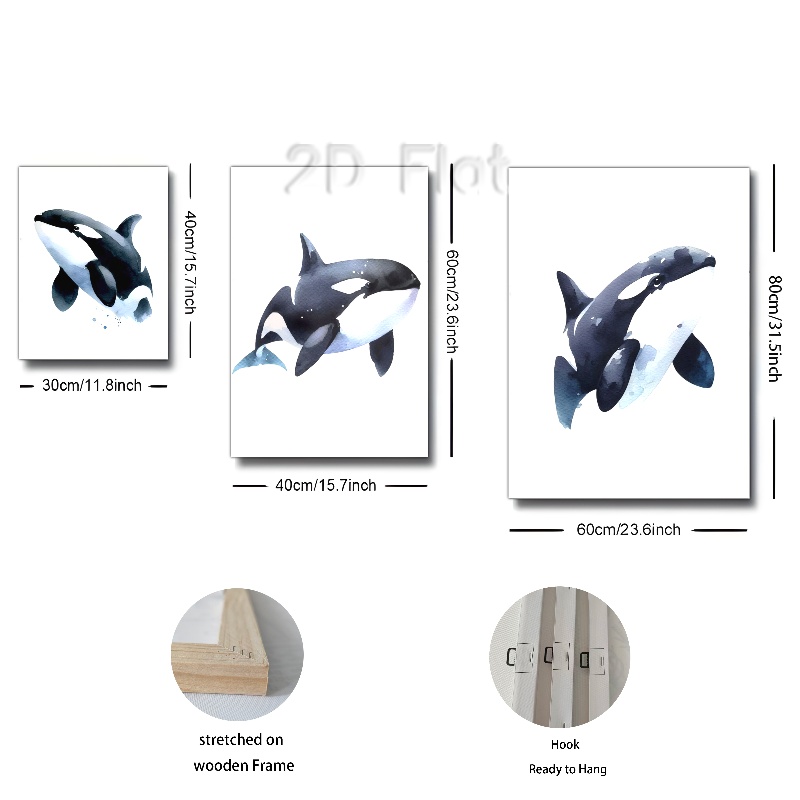 2D Flat
40cm/15.7inch
30cm/11.8inch
60cm/23.6inch
40cm/15.7inch
80cm/31.5inch
60cm/23.6inch
stretched on
wooden Frame
Hook
Ready to Hang